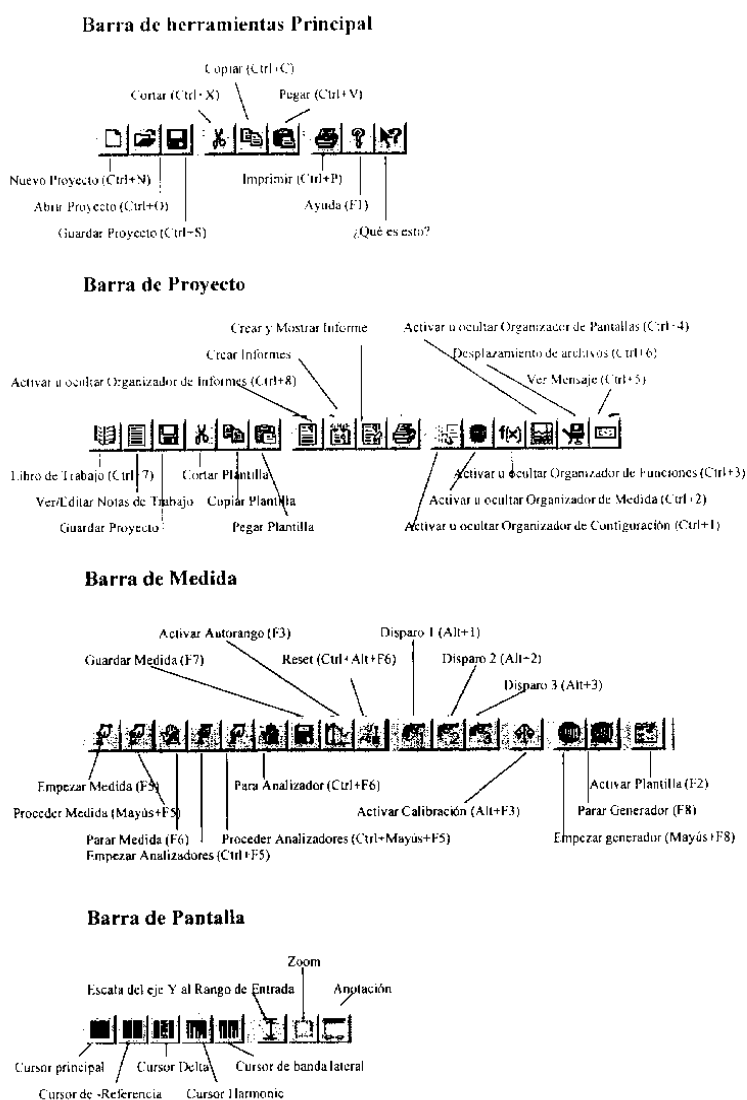 Barra de herramientas Principal
Copiar (Ctrl+C)
Cortar (Ctrl+X)
Pegar (Ctrl+V)
Nuevo Proyecto (Ctrl+N)
Imprimir (Ctrl+P)
Abrir Proyecto (Ctrl+O)
Ayuda (F1)
Guardar Proyecto (Ctrl+S)
¿Qué es esto?
Barra de Proyecto
Crear y Mostrar Informe
Activar u ocultar Organizador de Pantallas (Ctrl+4)
Crear Informes
Desplazamiento de archivos (Ctrl+6)
Activar u ocultar Organizador de Informes (Ctrl+8)
Ver Mensaje (Ctrl+5)
f(x)
Libro de Trabajo (Ctrl+7)
Cortar Plantilla
Activar u ocultar Organizador de Funciones (Ctrl+3)
Ver/Editar Notas de Trabajo
Copiar Plantilla
Activar u ocultar Organizador de Medida (Ctrl+2)
Guardar Proyecto
Pegar Plantilla
Activar u ocultar Organizador de Configuración (Ctrl+1)
Barra de Medida
Activar Autorango (F3)
Disparo 1 (Alt+1)
Guardar Medida (F7)
Reset (Ctrl+Alt+F6)
Disparo 2 (Alt+2)
Disparo 3 (Alt+3)
Empezar Medida (F5)
Para Analizador (Ctrl+F6)
Activar Plantilla (F2)
Proceder Medida (Mayús+F5)
Activar Calibración (Alt+F3)
Parar Generador (F8)
Parar Medida (F6)
Proceder Analizadores (Ctrl+Mayús+F5)
Empezar generador (Mayús+F8)
Empezar Analizadores (Ctrl+F5)
Barra de Pantalla
Zoom
Escala del eje Y al Rango de Entrada
Anotación
Cursor principal
Cursor Delta
Cursor de banda lateral
Cursor de -Referencia
Cursor Harmonic